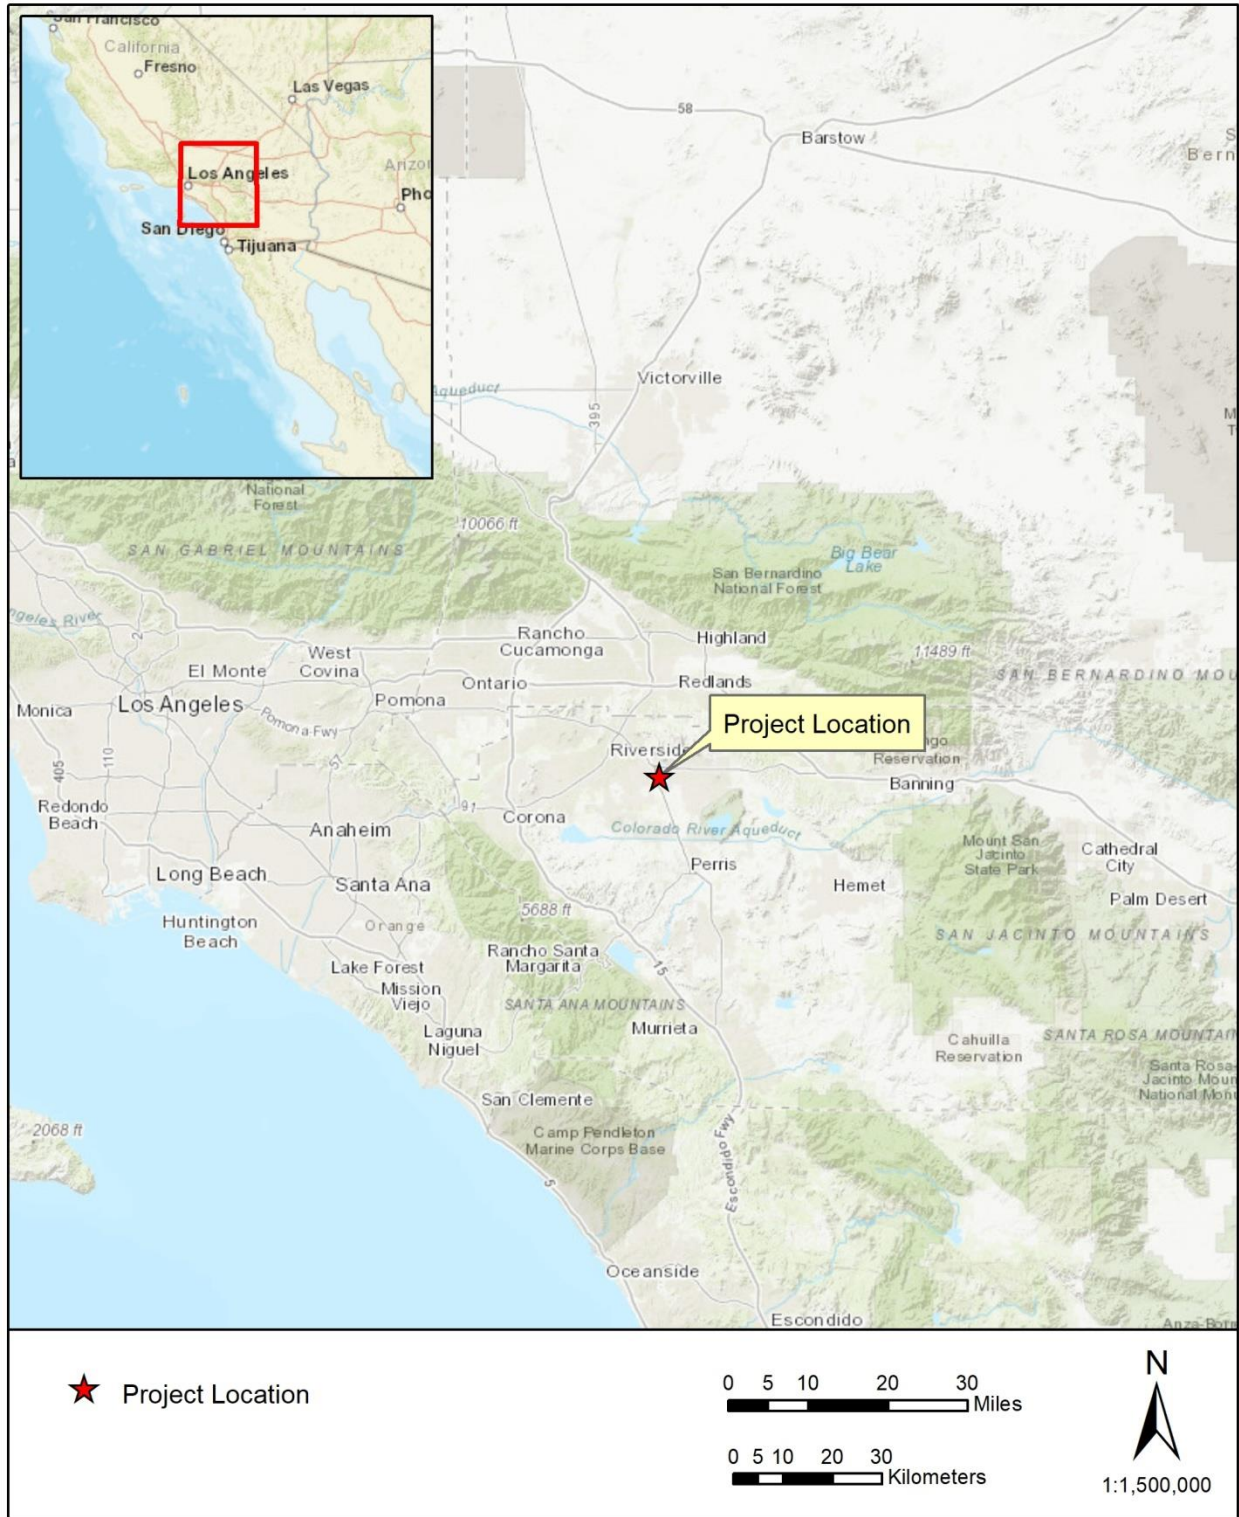 San Francisco
California
Fresno
Las Vegas
Los Angeles
San Diego
Tijuana
58
Barstow
Victorville
395
Aqueduct
National
Forest
10066 ft
SAN GABRIEL MOUNTAINS
Big Bear
Lake
San Bernardino
National Forest
2
Rancho
Cucamonga
Highland
West
Covina
El Monte
11489 ft
Ontario
Redlands
SAN BERNARDINO
Pomona
Los Angeles
Monica
Pomona Fwy
Project Location
Riverside
Reservation
57
110
405
Banning
Redondo
Beach
91
Corona
Anaheim
Colorado River Aqueduct
Mount San
Jacinto
State Park
Cathedral
City
Perris
Long Beach
Santa Ana
Hemet
Palm Desert
5688 ft
Huntington
Beach
Orange
SAN JACINTO MOUNTAINS
Rancho Santa
Margarita
Lake Forest
15
Mission
Viejo
SANTA ANA MOUNTAINS
Laguna
Niguel
Murrieta
Cahuilla
Reservation
SANTA ROSA
Santa Rosa
Jacinto
National
San Clemente
2068 ft
Camp Pendleton
Marine Corps Base
Escondido Fwy
5
Oceanside
Escondido
Project Location
0 5 10 20 30
Miles
0 5 10 20 30
Kilometers
N
1:1,500,000